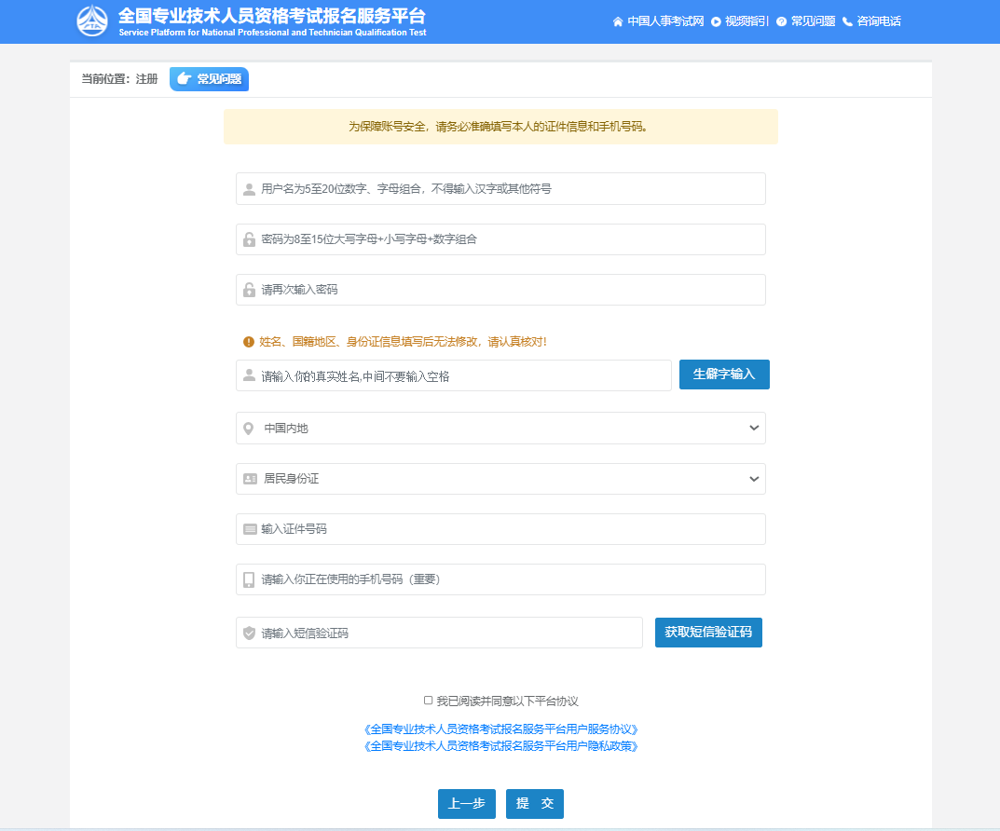 全国专业技术人员资格考试报名服务平台
Service Platform for National Professional and Technician Qualification Test
中国人事考试网 视频指引 常见问题 咨询电话
当前位置：注册 常见问题
为保障账号安全，请务必准确填写本人的证件信息和手机号码。
用户名为5至20位数字、字母组合，不得输入汉字或其他符号
密码为8至15位大写字母+小写字母+数字组合
请再次输入密码
姓名、国籍地区、身份证信息填写后无法修改，请认真核对！
请输入你的真实姓名,中间不要输入空格 生僻字输入
中国内地
居民身份证
输入证件号码
请输入你正在使用的手机号码（重要）
请输入短信验证码 获取短信验证码
我已阅读并同意以下平台协议
《全国专业技术人员资格考试报名服务平台用户服务协议》
《全国专业技术人员资格考试报名服务平台用户隐私政策》
上一步 提 交